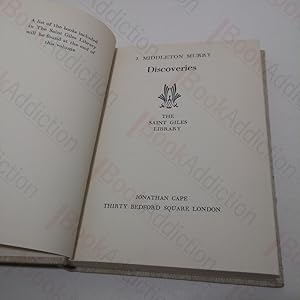 A list of the books included
in The Saint Giles Library
will be found at the end of
this volume
J. MIDDLETON MURRY
Discoveries
THE
SAINT GILES
LIBRARY
JONATHAN CAPE
THIRTY BEDFORD SQUARE LONDON